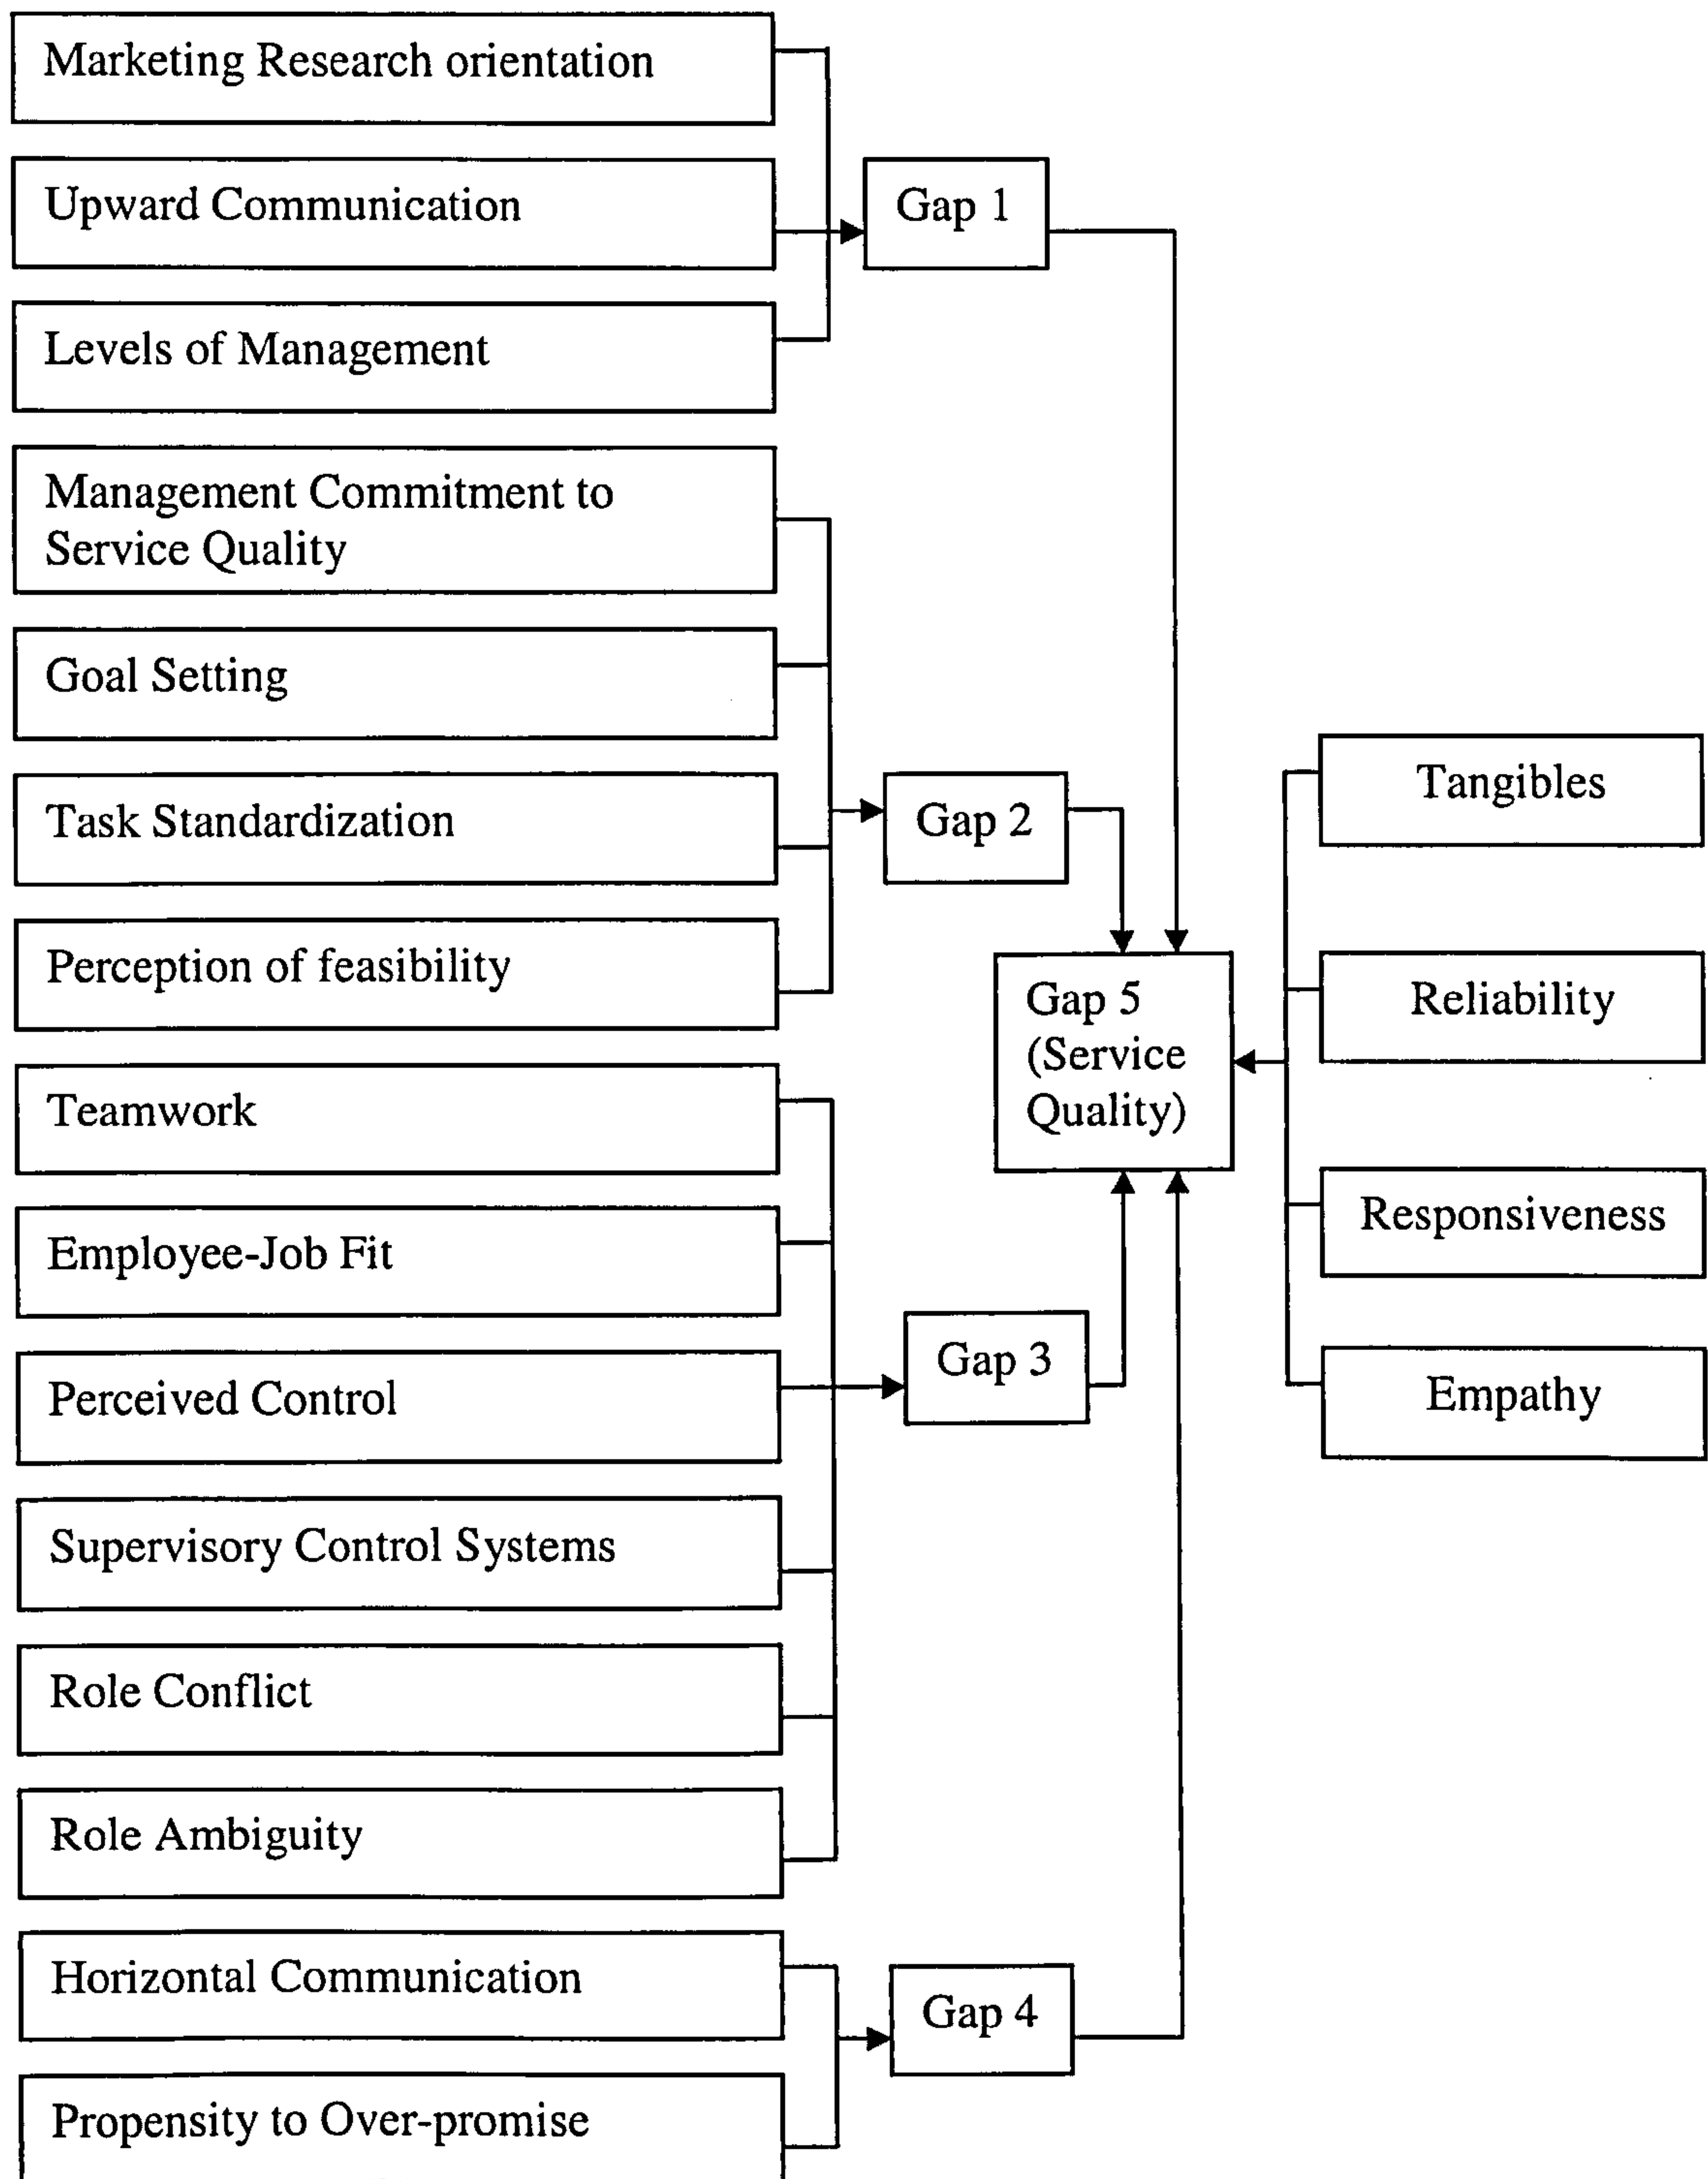 Marketing Research orientation
Upward Communication
Levels of Management
Management Commitment to
Service Quality
Goal Setting
Task Standardization
Perception of feasibility
Teamwork
Employee-Job Fit
Perceived Control
Supervisory Control Systems
Role Conflict
Role Ambiguity
Horizontal Communication
Propensity to Over-promise
Gap 1
Gap 2
Gap 3
Gap 4
Gap 5
(Service
Quality)
Tangibles
Reliability
Responsiveness
Empathy